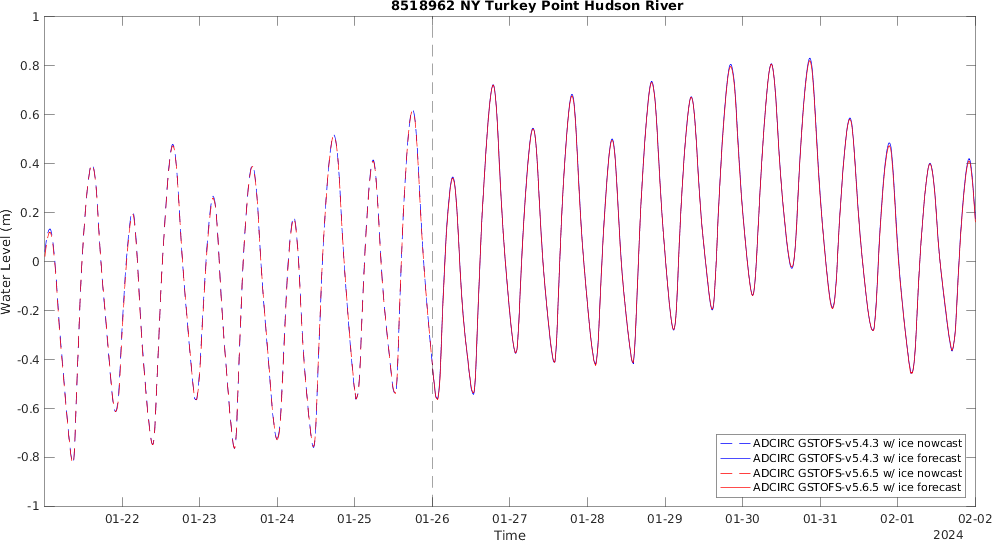 8518962 NY Turkey Point Hudson River
1
0.8
0.6
0.4
0.2
0
-0.2
-0.4
-0.6
-0.8
-1
Water Level (m)
ADCIRC GSTOFS-v5.4.3 w/ ice nowcast
ADCIRC GSTOFS-v5.4.3 w/ ice forecast
ADCIRC GSTOFS-v5.6.5 w/ ice nowcast
ADCIRC GSTOFS-v5.6.5 w/ ice forecast
01-22 01-23 01-24 01-25 01-26 01-27 01-28 01-29 01-30 01-31 02-01 02-02
Time
2024